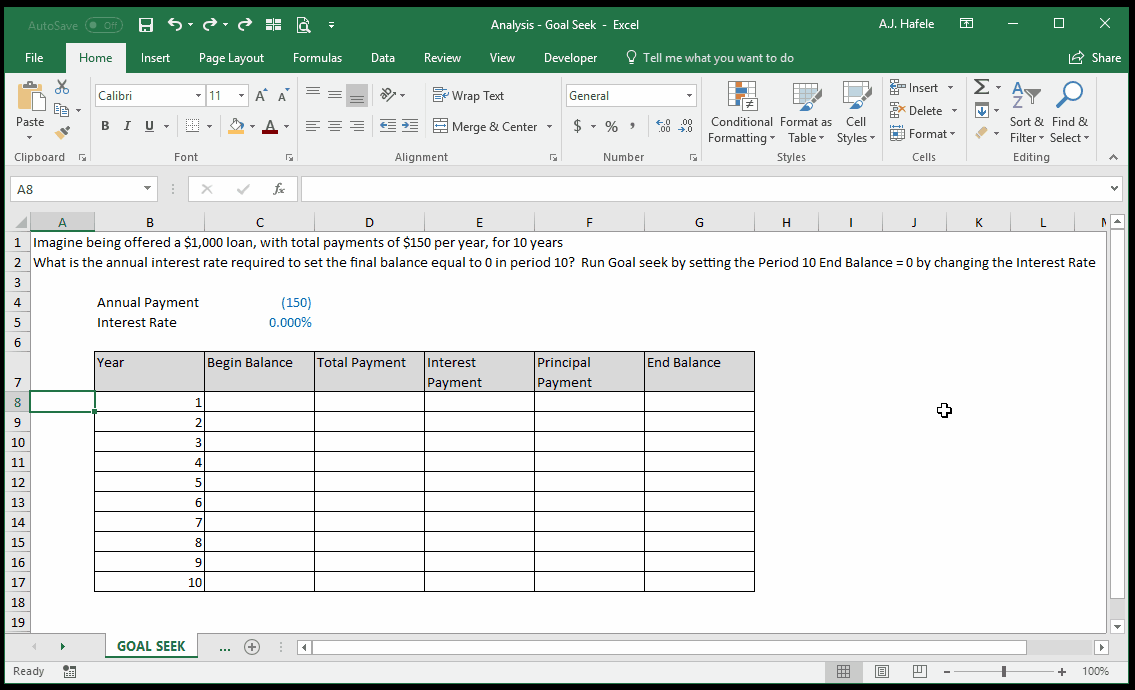 AutoSave Off Analysis - Goal Seek - Excel A.J. Hafele
File Home Insert Page Layout Formulas Data Review View Developer Tell me what you want to do Share
Paste Calibri 11 A A Wrap Text General Conditional Formatting Format as Table Cell Styles Insert Delete Format Sort & Filter Find & Select
B I U A Merge & Center $ % ,
Clipboard Font Alignment Number Styles Cells Editing
A8 fx
A B C D E F G H I J K L
1 Imagine being offered a $1,000 loan, with total payments of $150 per year, for 10 years
2 What is the annual interest rate required to set the final balance equal to 0 in period 10? Run Goal seek by setting the Period 10 End Balance = 0 by changing the Interest Rate
3
4 Annual Payment (150)
5 Interest Rate 0.000%
6
7 Year Begin Balance Total Payment Interest Payment Principal Payment End Balance
8 1
9 2
10 3
11 4
12 5
13 6
14 7
15 8
16 9
17 10
18
19
GOAL SEEK ...
Ready 100%